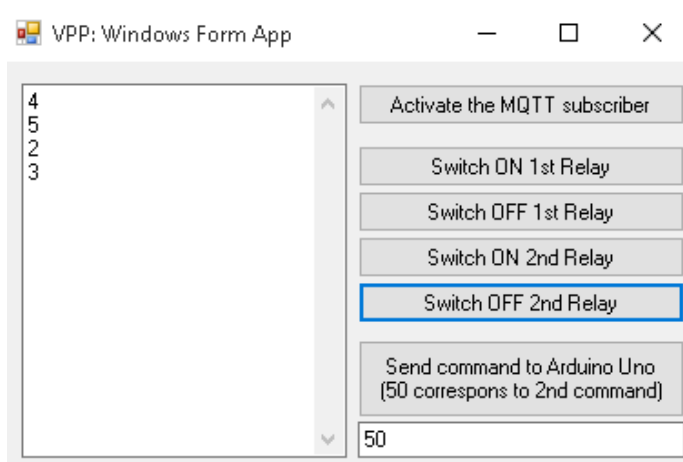 VPP: Windows Form App
4
5
2
3
Activate the MQTT subscriber
Switch ON 1st Relay
Switch OFF 1st Relay
Switch ON 2nd Relay
Switch OFF 2nd Relay
Send command to Arduino Uno
(50 correspons to 2nd command)
50